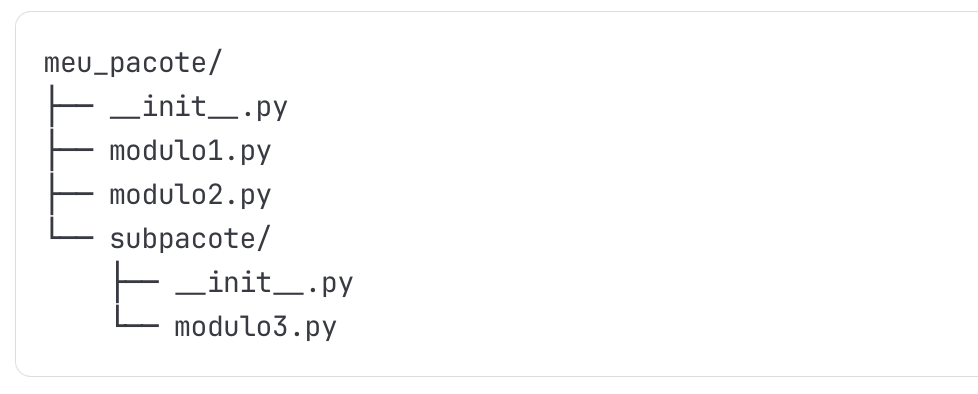 meu_pacote/
├── __init__.py
├── modulo1.py
├── modulo2.py
└── subpacote/
    ├── __init__.py
    └── modulo3.py